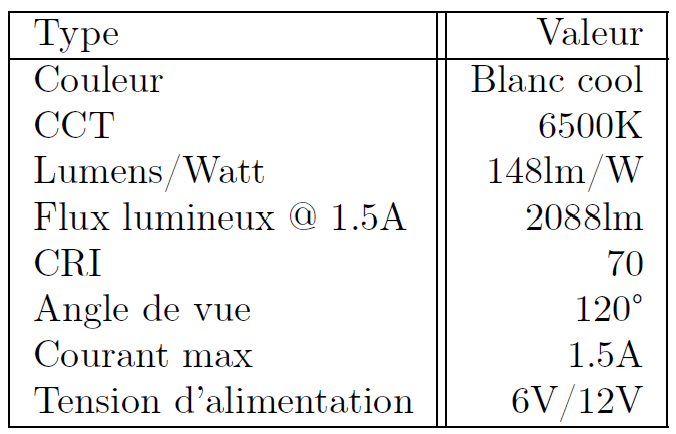 Type Valeur
Couleur Blanc cool
CCT 6500K
Lumens/Watt 148lm/W
Flux lumineux @ 1.5A 2088lm
CRI 70
Angle de vue 120°
Courant max 1.5A
Tension d'alimentation 6V/12V